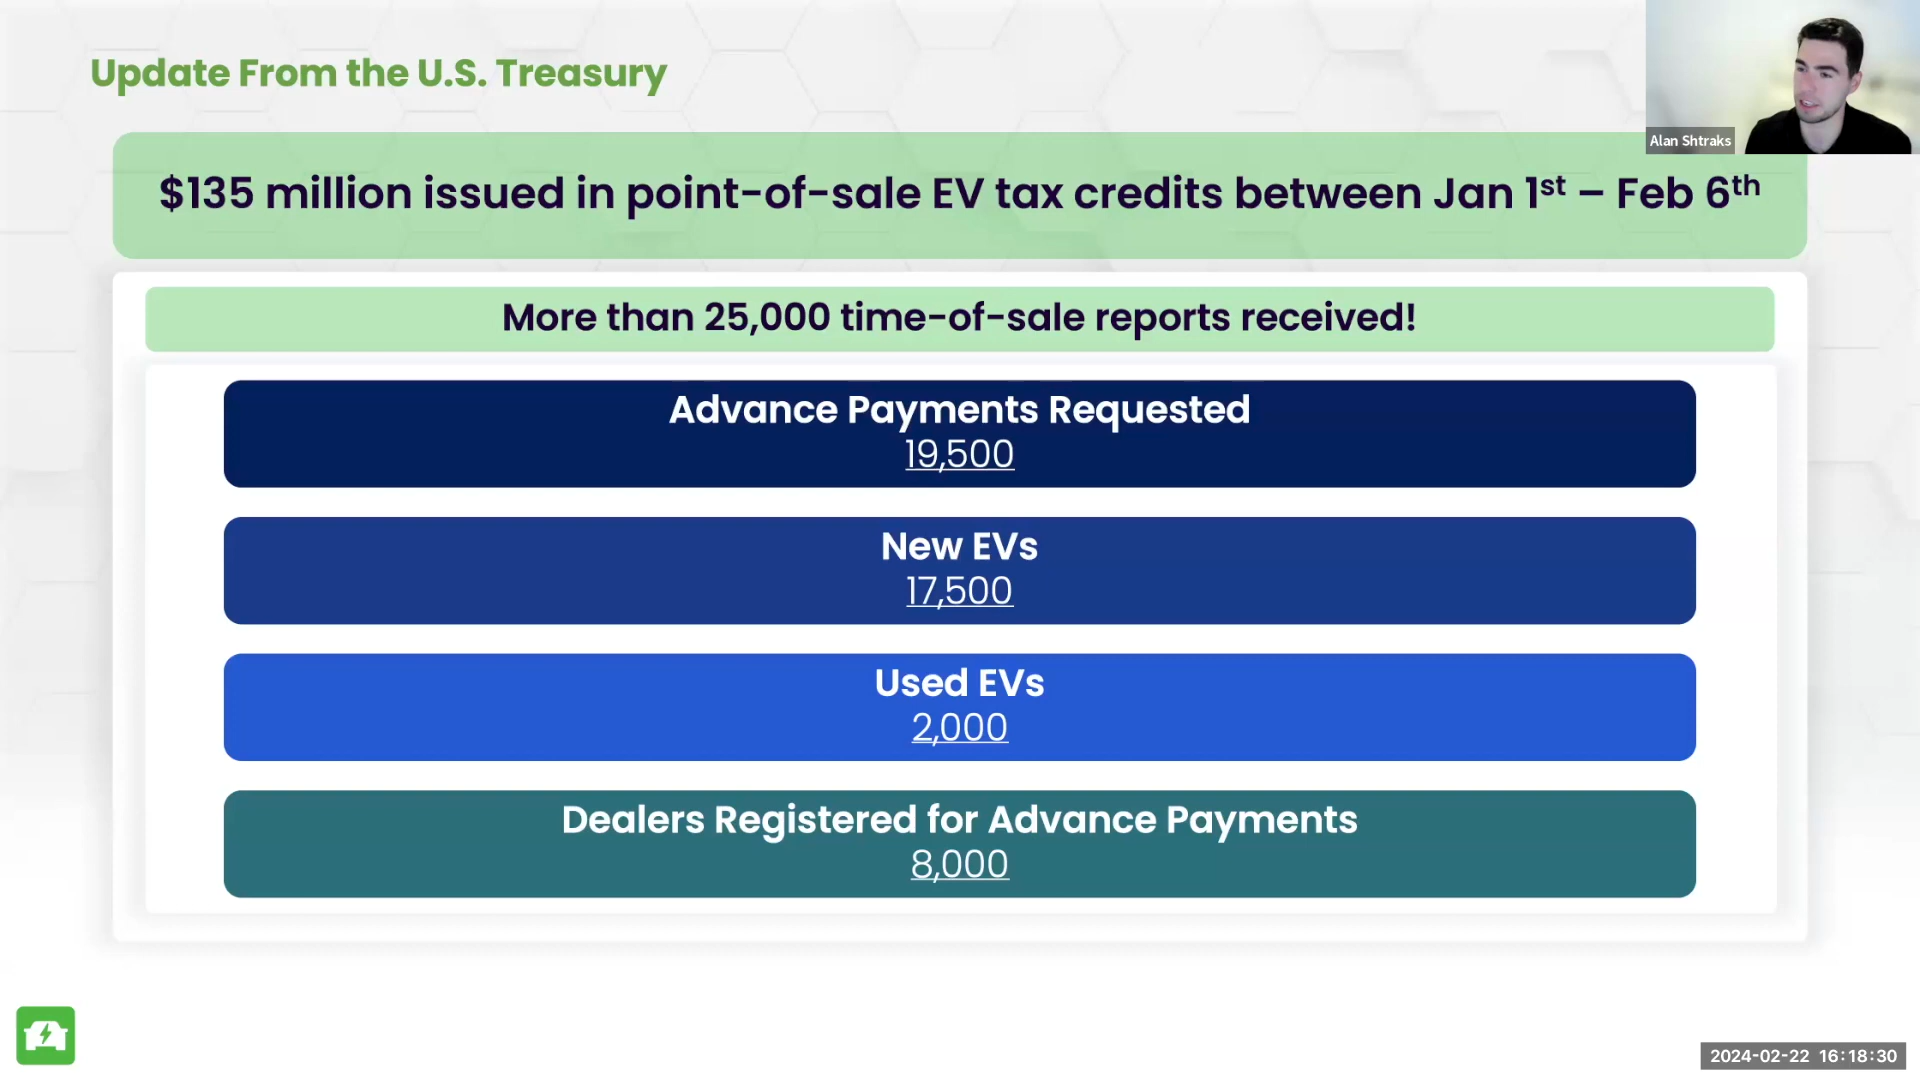 Update From the U.S. Treasury
Alan Shtraks
$135 million issued in point-of-sale EV tax credits between Jan 1st – Feb 6th
More than 25,000 time-of-sale reports received!
Advance Payments Requested
19,500
New EVs
17,500
Used EVs
2,000
Dealers Registered for Advance Payments
8,000
2024-02-22 16:18:30